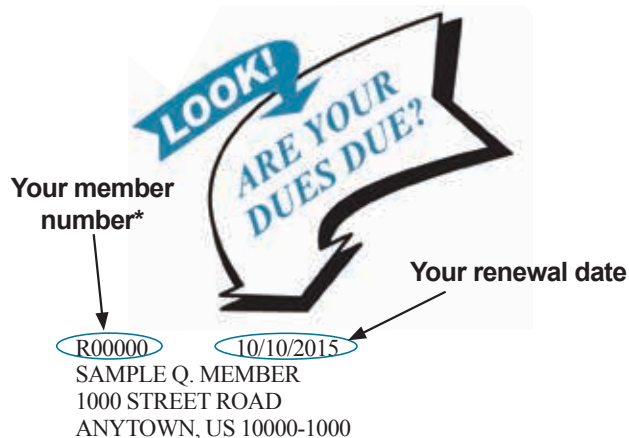 LOOK!
ARE YOUR
DUES DUE?
Your member
number*
Your renewal date
R00000 10/10/2015
SAMPLE Q. MEMBER
1000 STREET ROAD
ANYTOWN, US 10000-1000